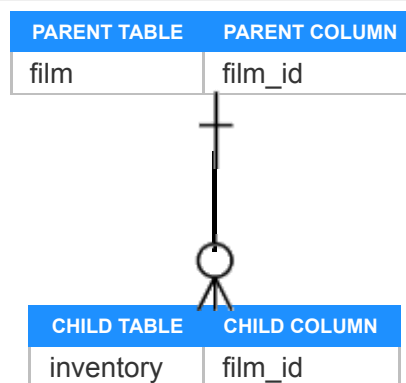 PARENT TABLE PARENT COLUMN
film film_id
CHILD TABLE CHILD COLUMN
inventory film_id